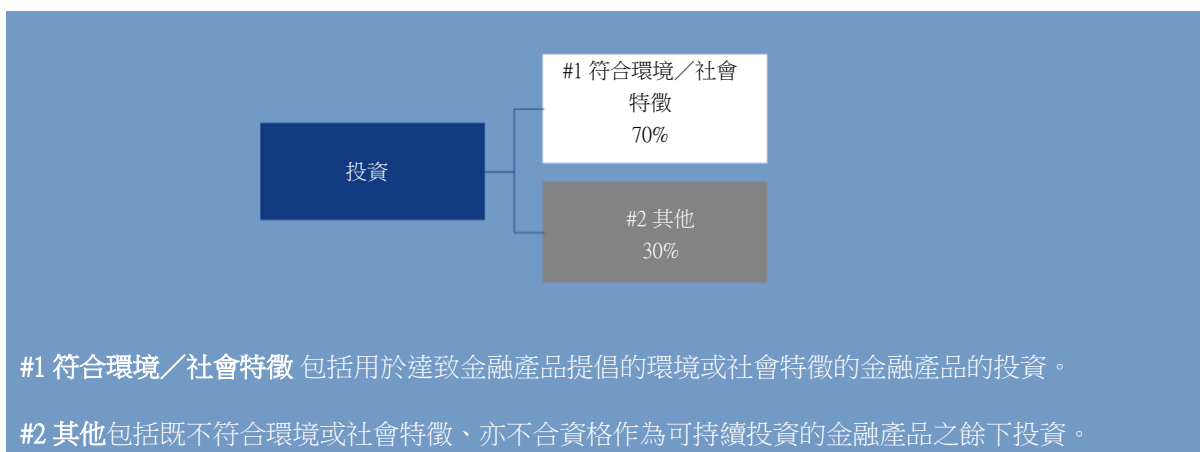 #1 符合環境／社會
特徵
70%
投資
#2 其他
30%
#1 符合環境／社會特徵 包括用於達致金融產品提倡的環境或社會特徵的金融產品的投資。
#2 其他包括既不符合環境或社會特徵、亦不合資格作為可持續投資的金融產品之餘下投資。